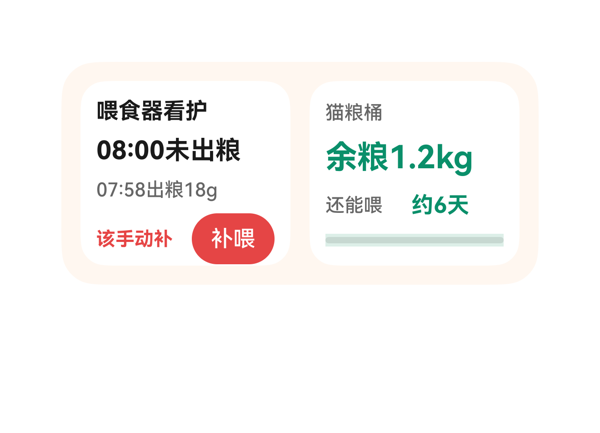 喂食器看护
08:00未出粮
07:58出粮18g
该手动补
补喂
猫粮桶
余粮1.2kg
还能喂
约6天